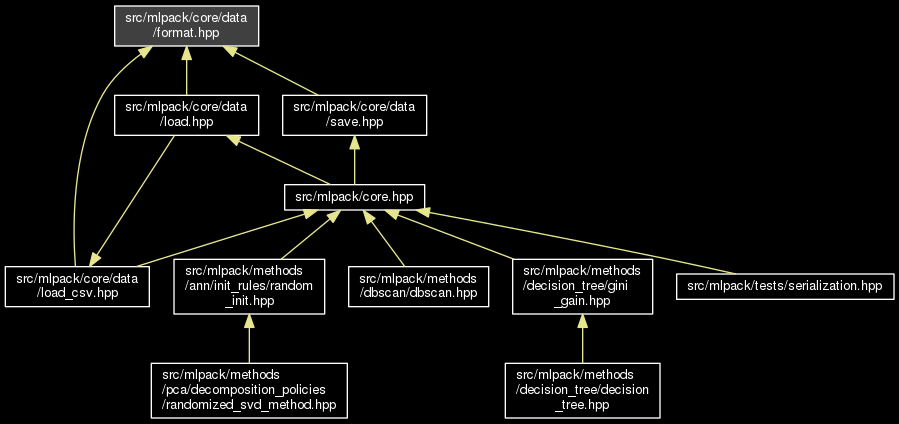 src/mlpack/core/data
/format.hpp
src/mlpack/core/data
/load.hpp
src/mlpack/core/data
/save.hpp
src/mlpack/core.hpp
src/mlpack/core/data
/load_csv.hpp
src/mlpack/methods
/ann/init_rules/random
_init.hpp
src/mlpack/methods
/dbscan/dbscan.hpp
src/mlpack/methods
/decision_tree/gini
_gain.hpp
src/mlpack/tests/serialization.hpp
src/mlpack/methods
/pca/decomposition_policies
/randomized_svd_method.hpp
src/mlpack/methods
/decision_tree/decision
_tree.hpp